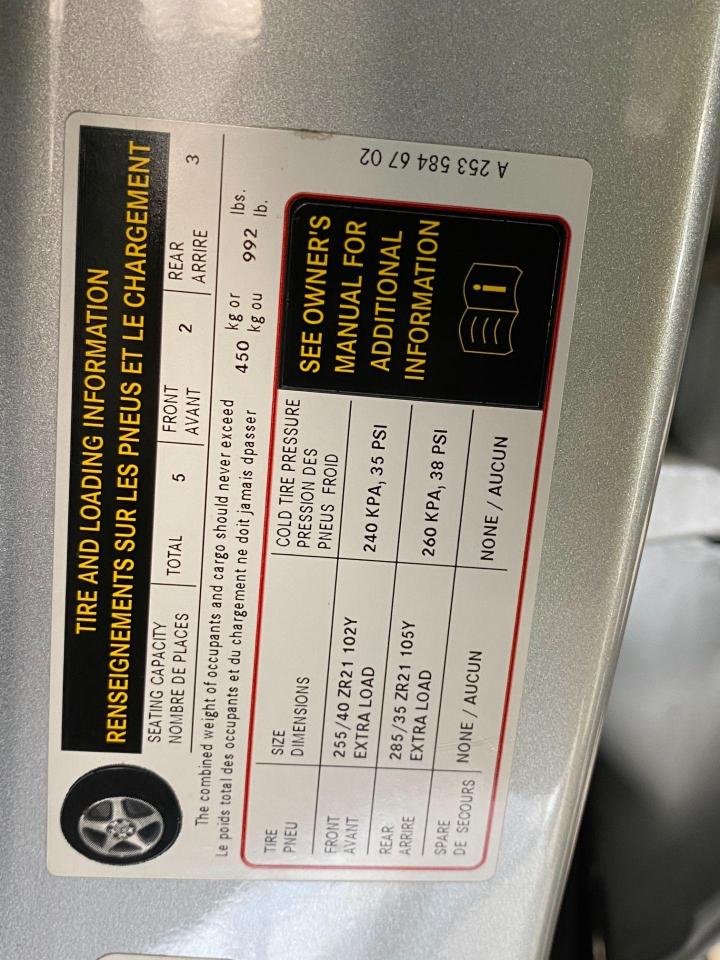 TIRE AND LOADING INFORMATION
RENSEIGNEMENTS SUR LES PNEUS ET LE CHARGEMENT
SEATING CAPACITY
NOMBRE DE PLACES
TOTAL 5
FRONT
AVANT
2
REAR
ARRIRE
3
The combined weight of occupants and cargo should never exceed 450 kg or 992 lbs.
Le poids total des occupants et du chargement ne doit jamais dpasser kg ou lb.
TIRE
PNEU
SIZE
DIMENSIONS
COLD TIRE PRESSURE
PRESSION DES
PNEUS FROID
FRONT
AVANT
255/40 ZR21 102Y
EXTRA LOAD
240 KPA, 35 PSI
REAR
ARRIRE
285/35 ZR21 105Y
EXTRA LOAD
260 KPA, 38 PSI
SPARE
DE SECOURS
NONE / AUCUN
NONE / AUCUN
SEE OWNER'S
MANUAL FOR
ADDITIONAL
INFORMATION
i
A 253 584 67 02